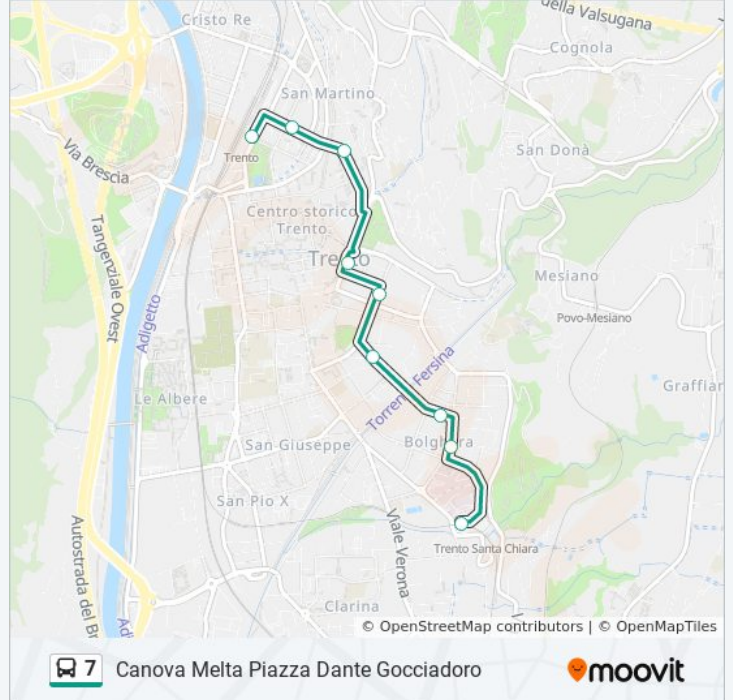 della Valsugana
Cristo Re
Cognola
San Martino
Via Brescia
Trento
San Donà
Centro storico
Trento
Trento
Tangenziale Ovest
Mesiano
Povo-Mesiano
Adigetto
Torrente Fersina
Graffiar
Le Albere
San Giuseppe
Bolghera
San Pio X
Viale Verona
Trento Santa Chiara
Autostrada del Br
Clarina
Adi
V
© OpenStreetMap contributors | © OpenMapTiles
7 Canova Melta Piazza Dante Gocciadoro
moovit